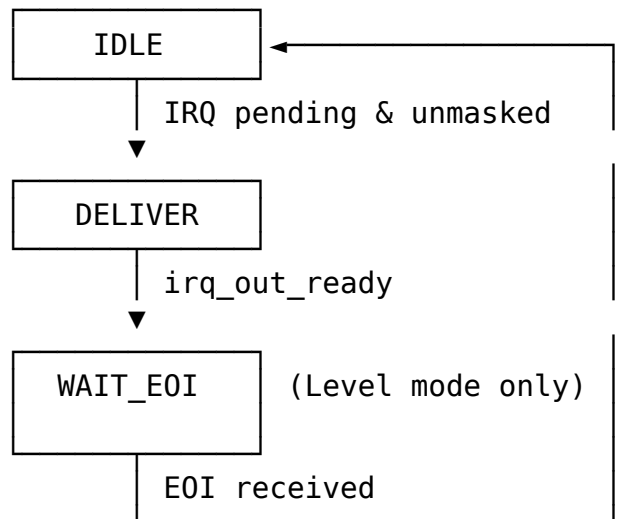 IDLE
IRQ pending & unmasked
DELIVER
irq_out_ready
WAIT_EOI (Level mode only)
EOI received